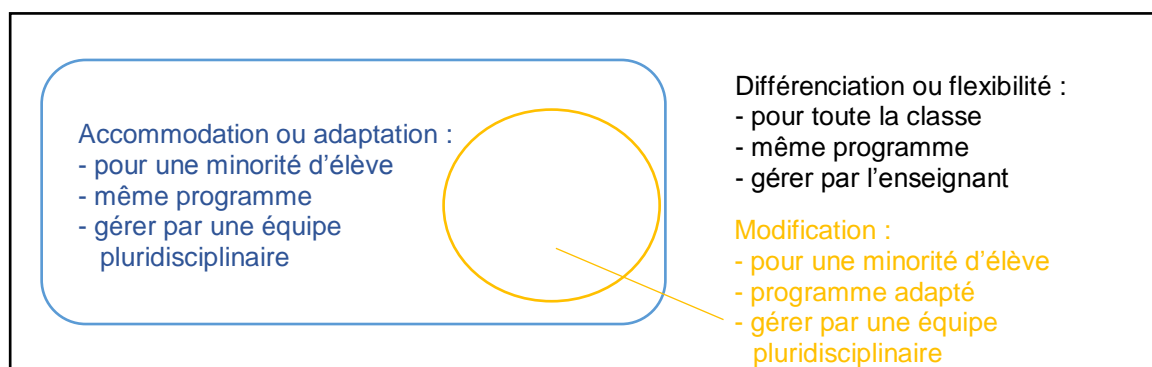 Accommodation ou adaptation :
- pour une minorité d’élève
- même programme
- gérer par une équipe
pluridisciplinaire
Différenciation ou flexibilité :
- pour toute la classe
- même programme
- gérer par l’enseignant
Modification :
- pour une minorité d’élève
- programme adapté
- gérer par une équipe
pluridisciplinaire